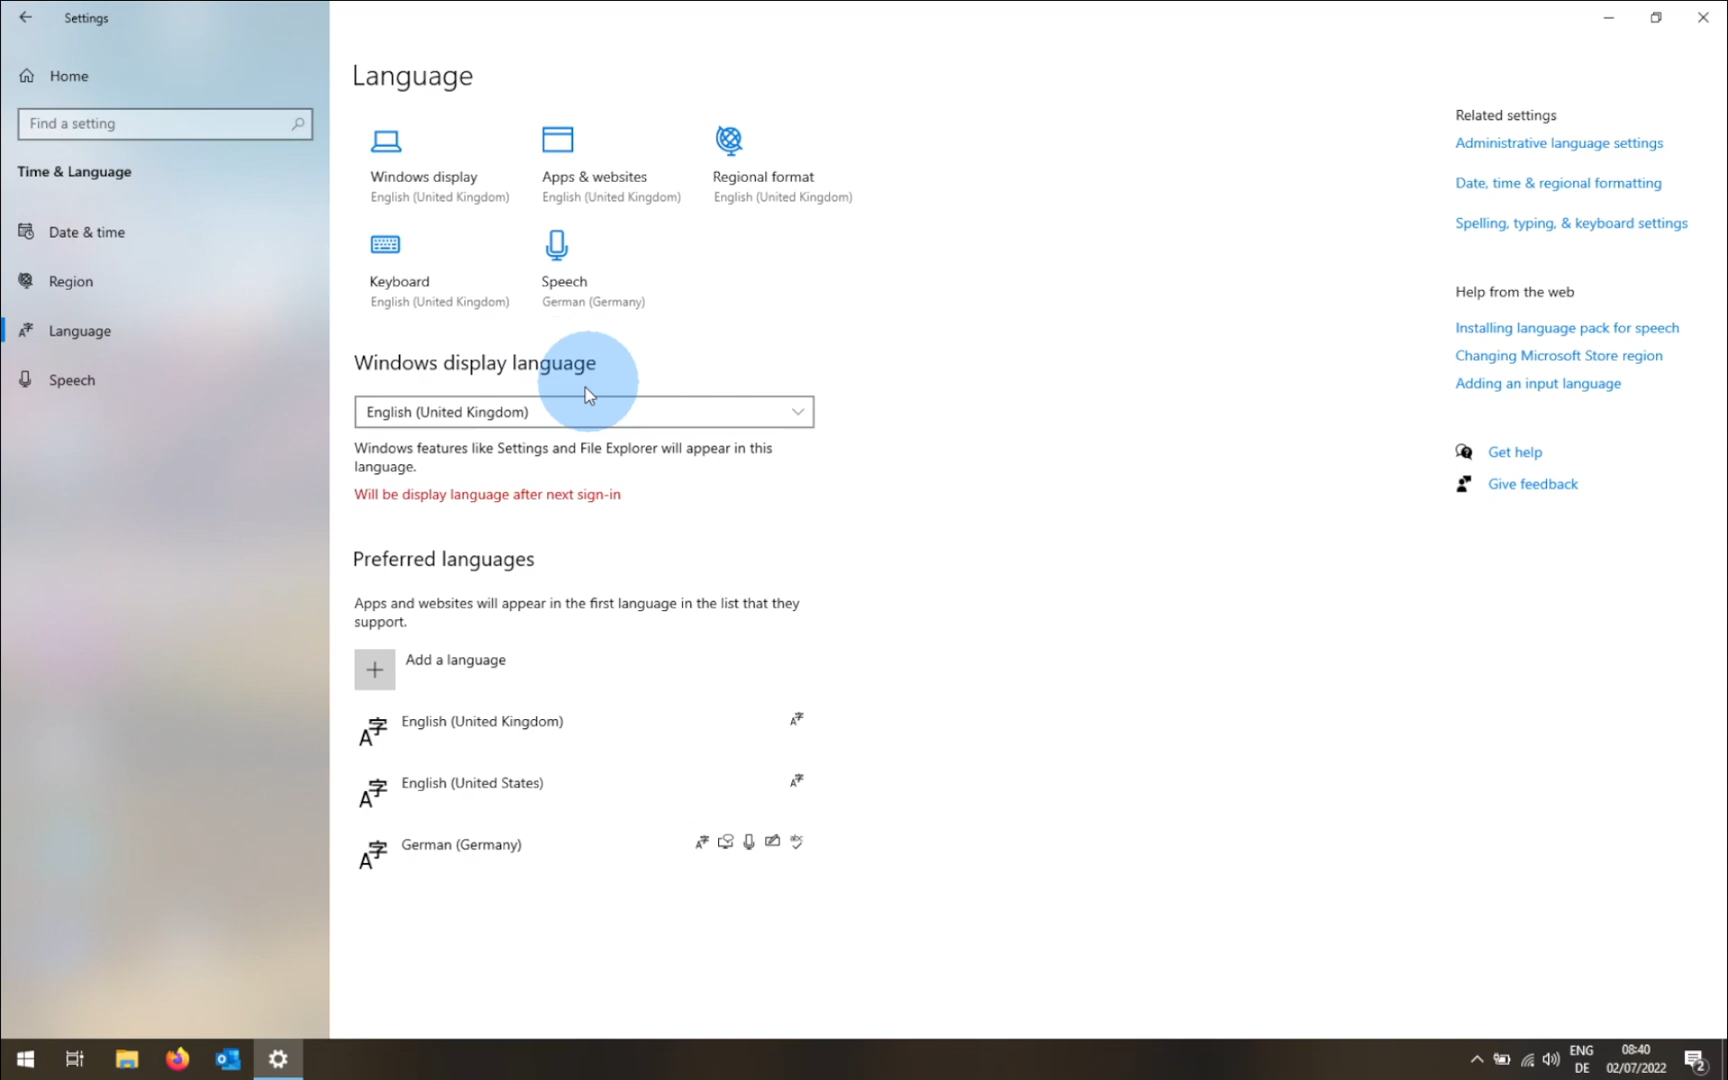 Settings
Home
Find a setting
Time & Language
Date & time
Region
Language
Speech
Language
Windows display
English (United Kingdom)
Apps & websites
English (United Kingdom)
Regional format
English (United Kingdom)
Keyboard
English (United Kingdom)
Speech
German (Germany)
Windows display language
English (United Kingdom)
Windows features like Settings and File Explorer will appear in this
language.
Will be display language after next sign-in
Preferred languages
Apps and websites will appear in the first language in the list that they
support.
Add a language
English (United Kingdom)
English (United States)
German (Germany)
Related settings
Administrative language settings
Date, time & regional formatting
Spelling, typing, & keyboard settings
Help from the web
Installing language pack for speech
Changing Microsoft Store region
Adding an input language
Get help
Give feedback
ENG
DE
08:40
02/07/2022
2